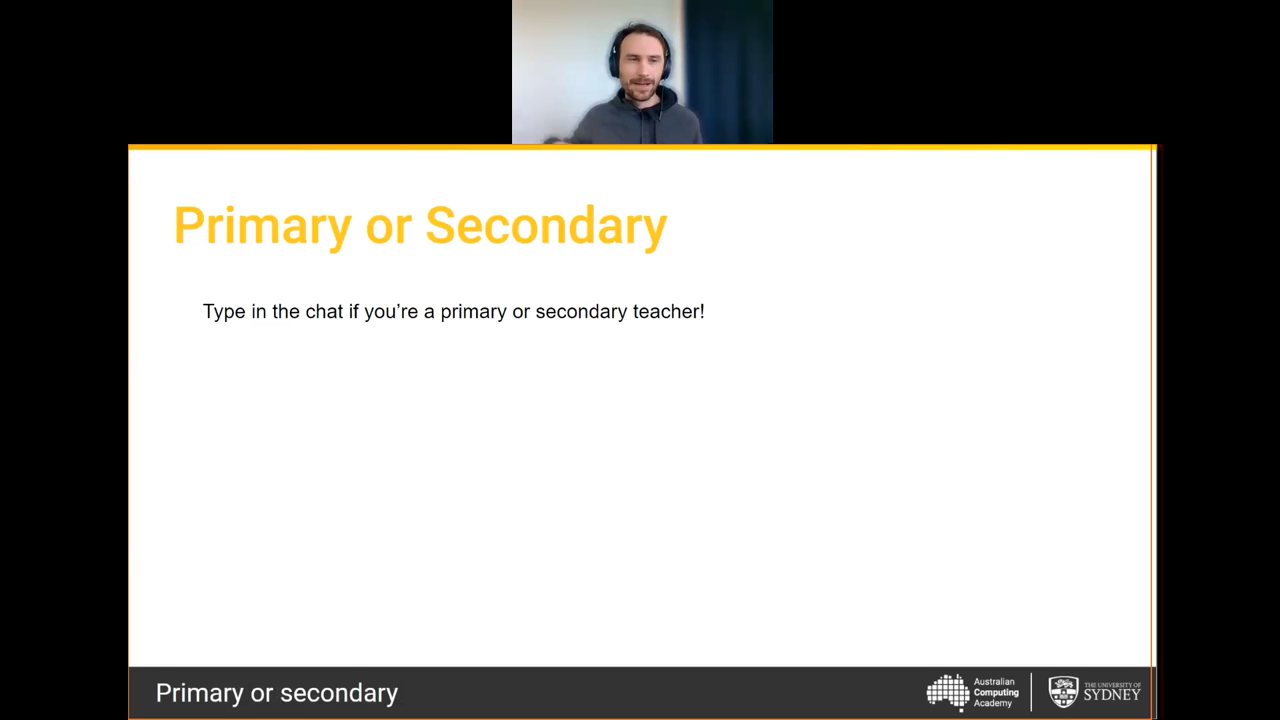 Primary or Secondary
Type in the chat if you’re a primary or secondary teacher!
Primary or secondary
Australian
Computing
Academy
THE UNIVERSITY OF
SYDNEY